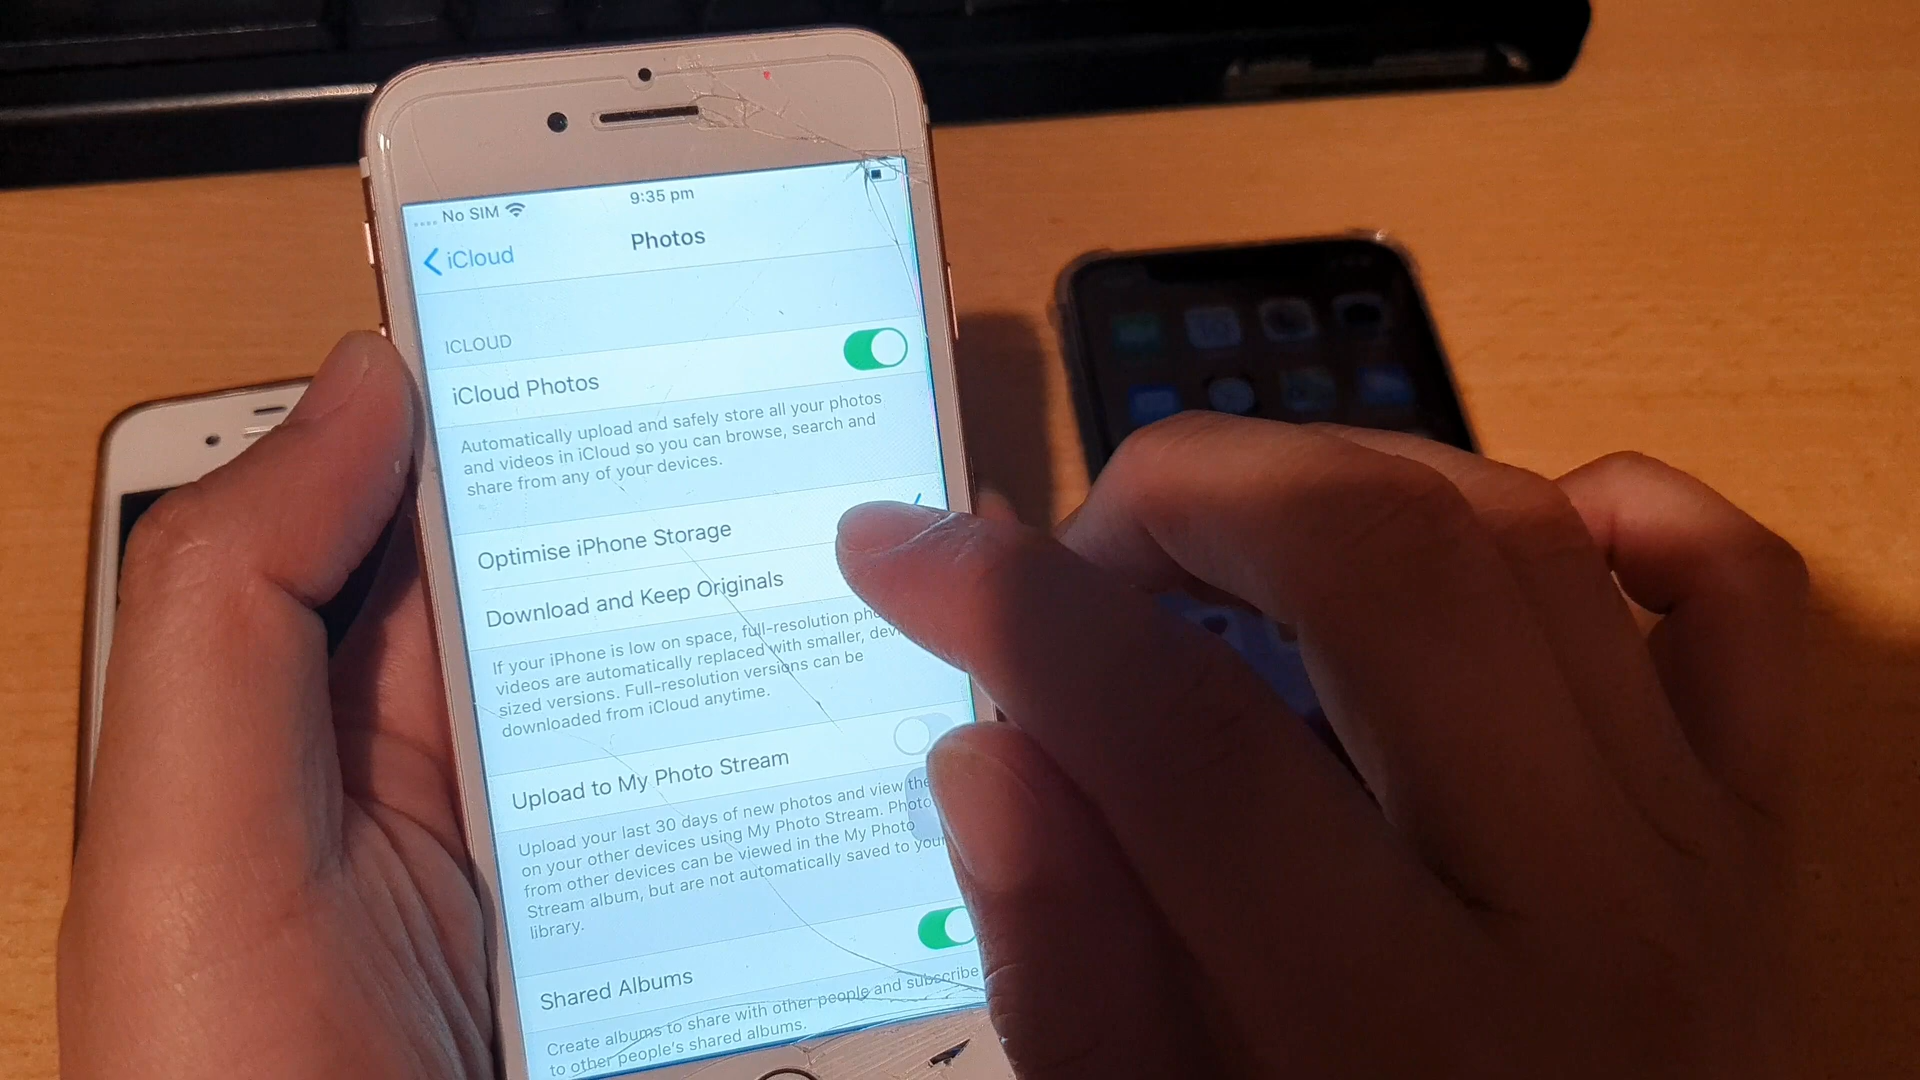 No SIM
9:35 pm
iCloud
Photos
ICLOUD
iCloud Photos
Automatically upload and safely store all your photos
and videos in iCloud so you can browse, search and
share from any of your devices.
Optimise iPhone Storage
Download and Keep Originals
If your iPhone is low on space, full-resolution
videos are automatically replaced with smaller,
sized versions. Full-resolution versions can be
downloaded from iCloud anytime.
Upload to My Photo Stream
Upload your last 30 days of new photos and view
on your other devices using My Photo Stream.
from other devices can be viewed in the My Photo
Stream album, but are not automatically saved to your
library.
Shared Albums
Create albums to share with other people and subscribe
to other people's shared albums.